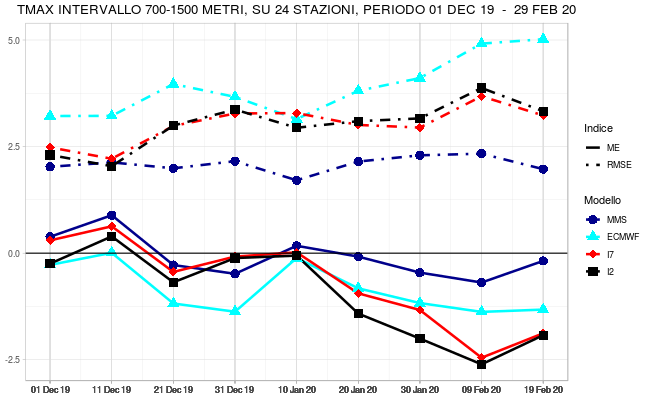 TMAX INTERVALLO 700-1500 METRI, SU 24 STAZIONI, PERIODO 01 DEC 19 - 29 FEB 20
5.0
2.5
0.0
-2.5
01 Dec 19 11 Dec 19 21 Dec 19 31 Dec 19 10 Jan 20 20 Jan 20 30 Jan 20 09 Feb 20 19 Feb 20
Indice
ME
RMSE
Modello
MMS
ECMWF
I7
I2